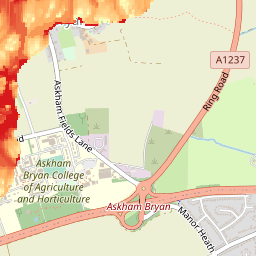 A1237
Ring Road
Askham Fields Lane
Askham
Bryan College
of Agriculture
and Horticulture
Askham Bryan
Manor Heath